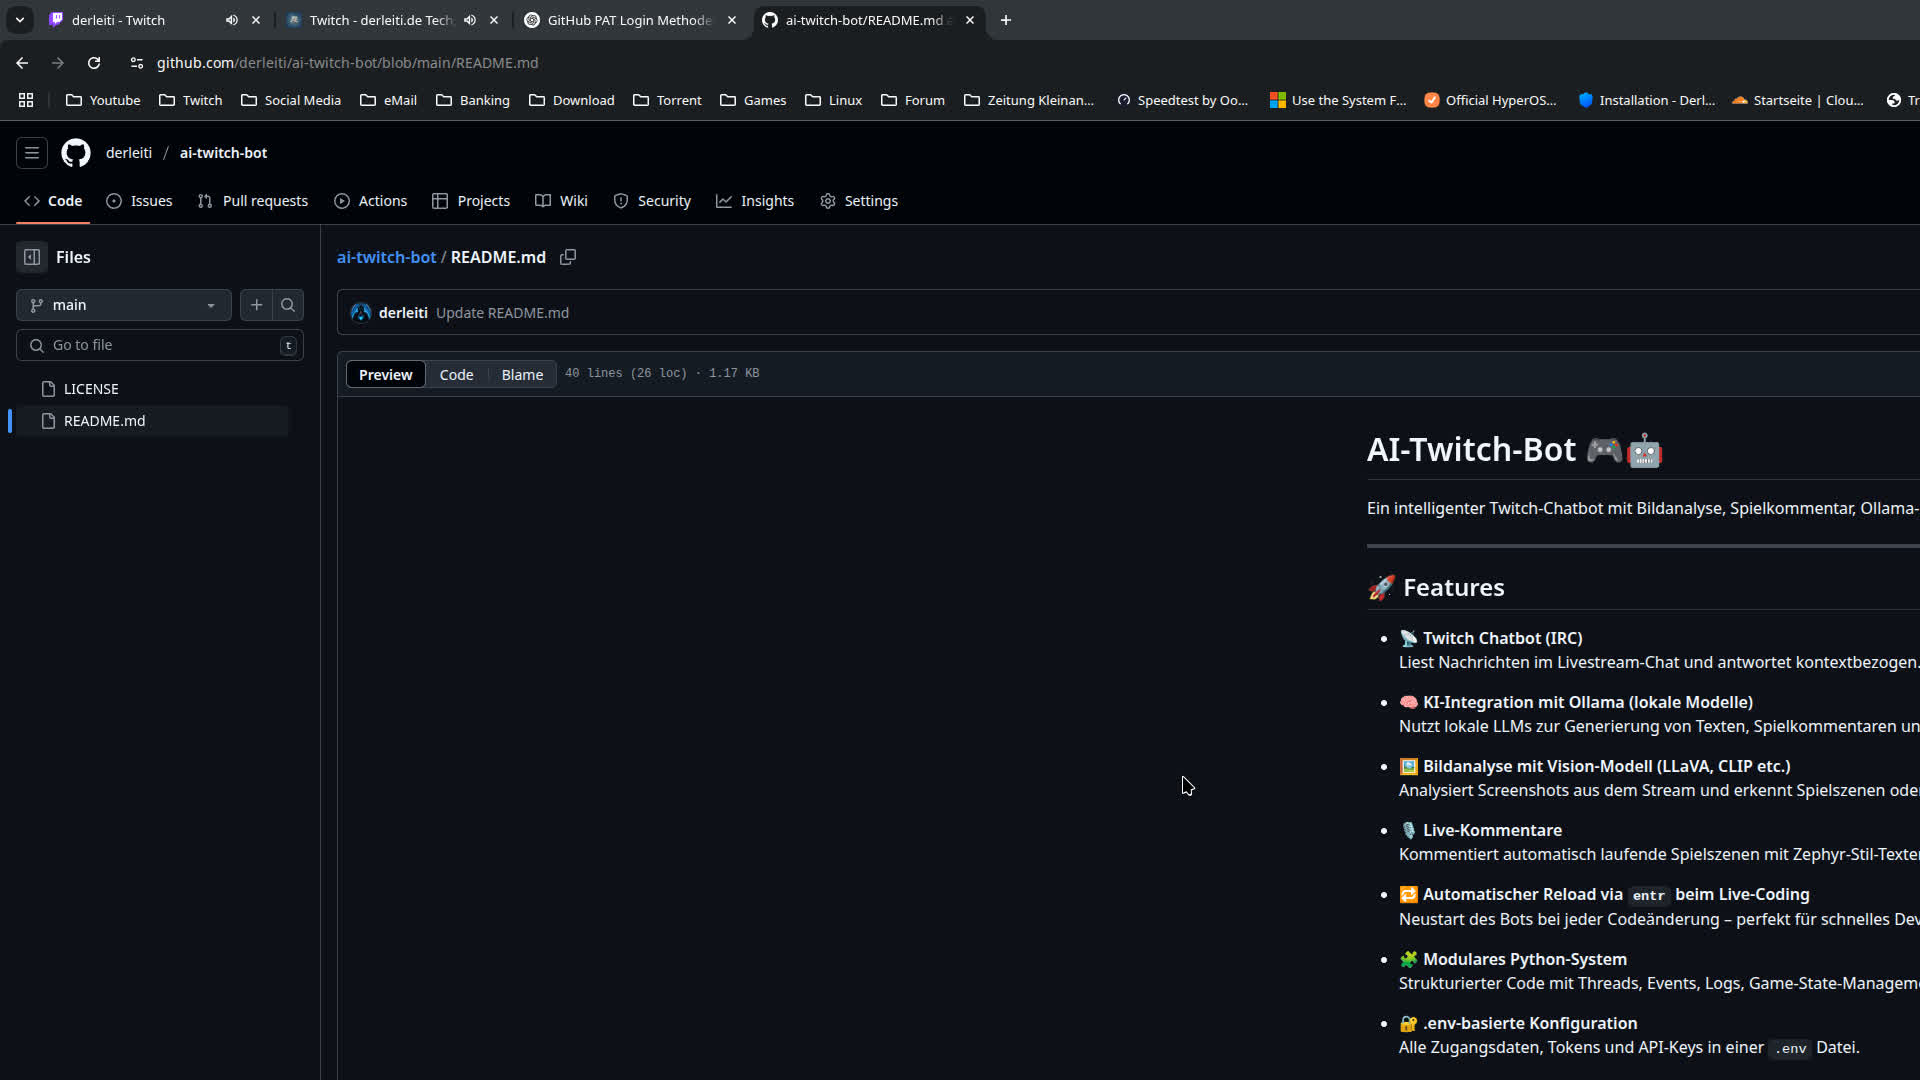 derleiti - Twitch
Twitch - derleiti.de Tech
GitHub PAT Login Methode
ai-twitch-bot/README.md
github.com/derleiti/ai-twitch-bot/blob/main/README.md
Youtube
Twitch
Social Media
eMail
Banking
Download
Torrent
Games
Linux
Forum
Zeitung Kleinan...
Speedtest by Oo...
Use the System F...
Official HyperOS...
Installation - Derl...
Startseite | Clou...
Tr
derleiti / ai-twitch-bot
Code
Issues
Pull requests
Actions
Projects
Wiki
Security
Insights
Settings
Files
main
Go to file
t
LICENSE
README.md
ai-twitch-bot / README.md
derleiti Update README.md
Preview
Code
Blame
40 lines (26 loc) · 1.17 KB
AI-Twitch-Bot 🎮🤖
Ein intelligenter Twitch-Chatbot mit Bildanalyse, Spielkommentar, Ollama-
🚀 Features
• 📡 Twitch Chatbot (IRC)
Liest Nachrichten im Livestream-Chat und antwortet kontextbezogen.
• 🧠 KI-Integration mit Ollama (lokale Modelle)
Nutzt lokale LLMs zur Generierung von Texten, Spielkommentaren un
• 🖼️ Bildanalyse mit Vision-Modell (LLaVA, CLIP etc.)
Analysiert Screenshots aus dem Stream und erkennt Spielszenen ode
• 🎙️ Live-Kommentare
Kommentiert automatisch laufende Spielszenen mit Zephyr-Stil-Texte
• 🔁 Automatischer Reload via entr beim Live-Coding
Neustart des Bots bei jeder Codeänderung – perfekt für schnelles Dev
• 🧩 Modulares Python-System
Strukturierter Code mit Threads, Events, Logs, Game-State-Managem
• 🔐 .env-basierte Konfiguration
Alle Zugangsdaten, Tokens und API-Keys in einer .env Datei.